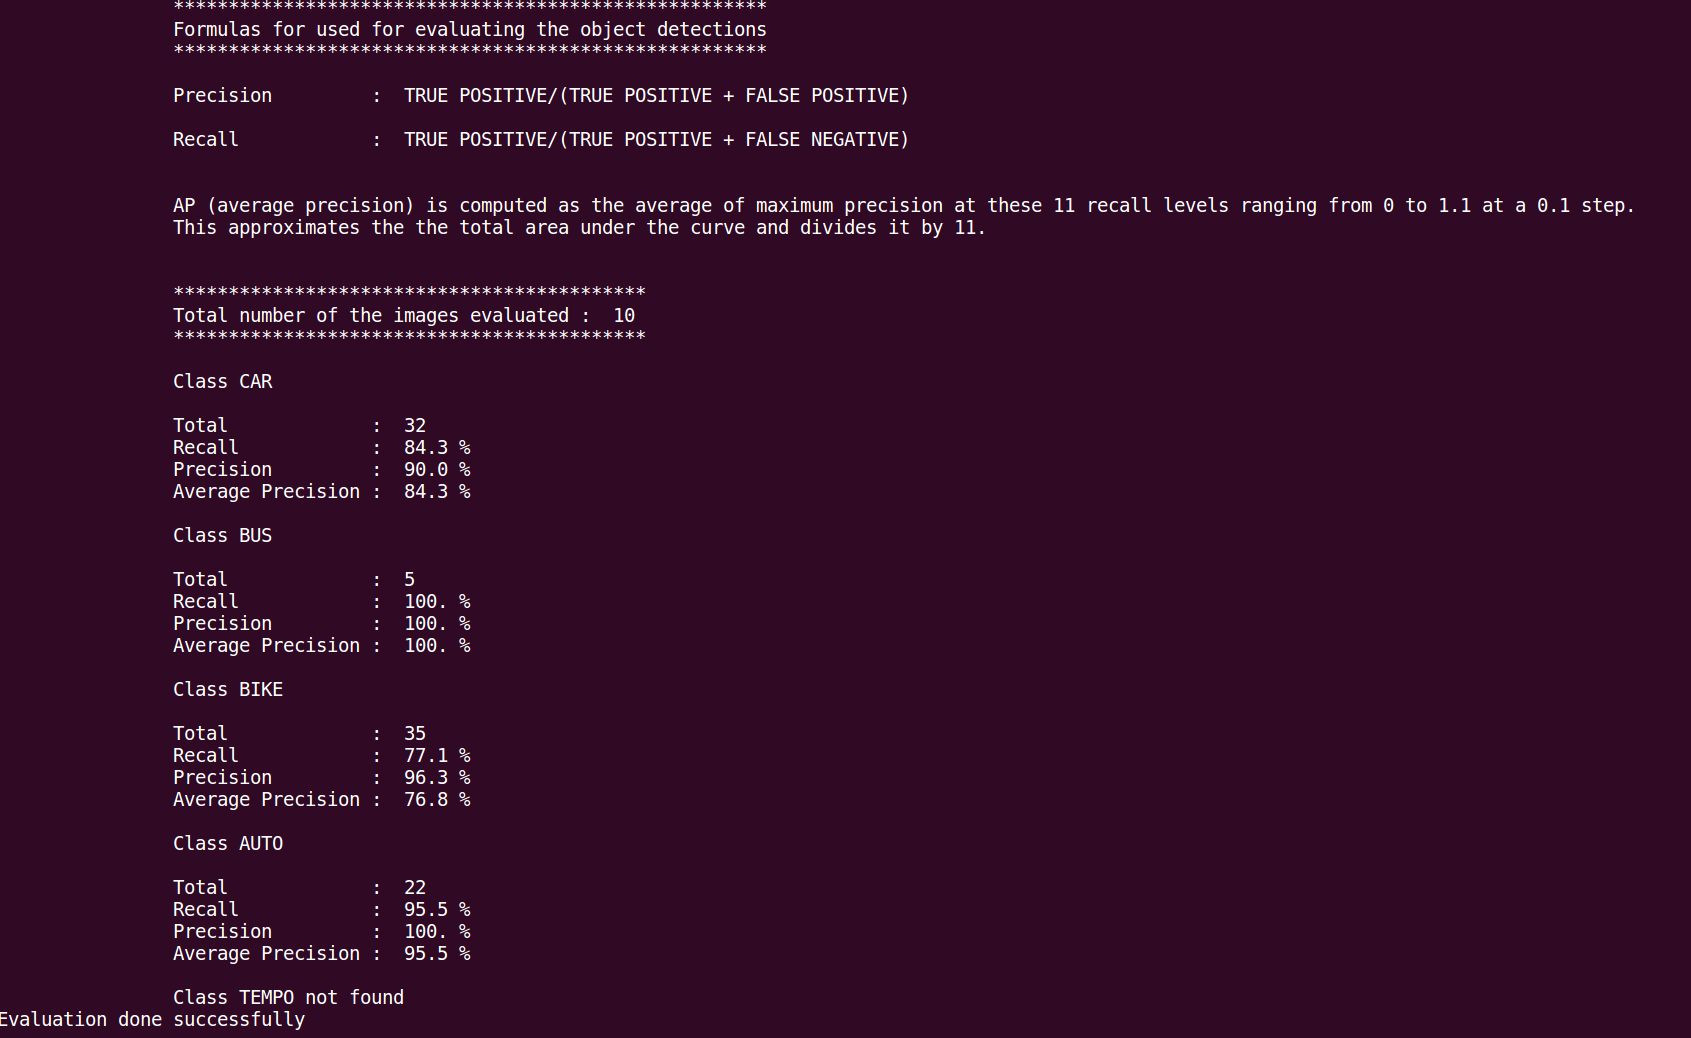 ******************************************************
Formulas for used for evaluating the object detections
******************************************************
Precision         :  TRUE POSITIVE/(TRUE POSITIVE + FALSE POSITIVE)
Recall            :  TRUE POSITIVE/(TRUE POSITIVE + FALSE NEGATIVE)
AP (average precision) is computed as the average of maximum precision at these 11 recall levels ranging from 0 to 1.1 at a 0.1 step.
This approximates the the total area under the curve and divides it by 11.
*******************************************
Total number of the images evaluated :  10
*******************************************
Class CAR
Total             :  32
Recall            :  84.3 %
Precision         :  90.0 %
Average Precision :  84.3 %
Class BUS
Total             :  5
Recall            :  100. %
Precision         :  100. %
Average Precision :  100. %
Class BIKE
Total             :  35
Recall            :  77.1 %
Precision         :  96.3 %
Average Precision :  76.8 %
Class AUTO
Total             :  22
Recall            :  95.5 %
Precision         :  100. %
Average Precision :  95.5 %
Class TEMPO not found
Evaluation done successfully